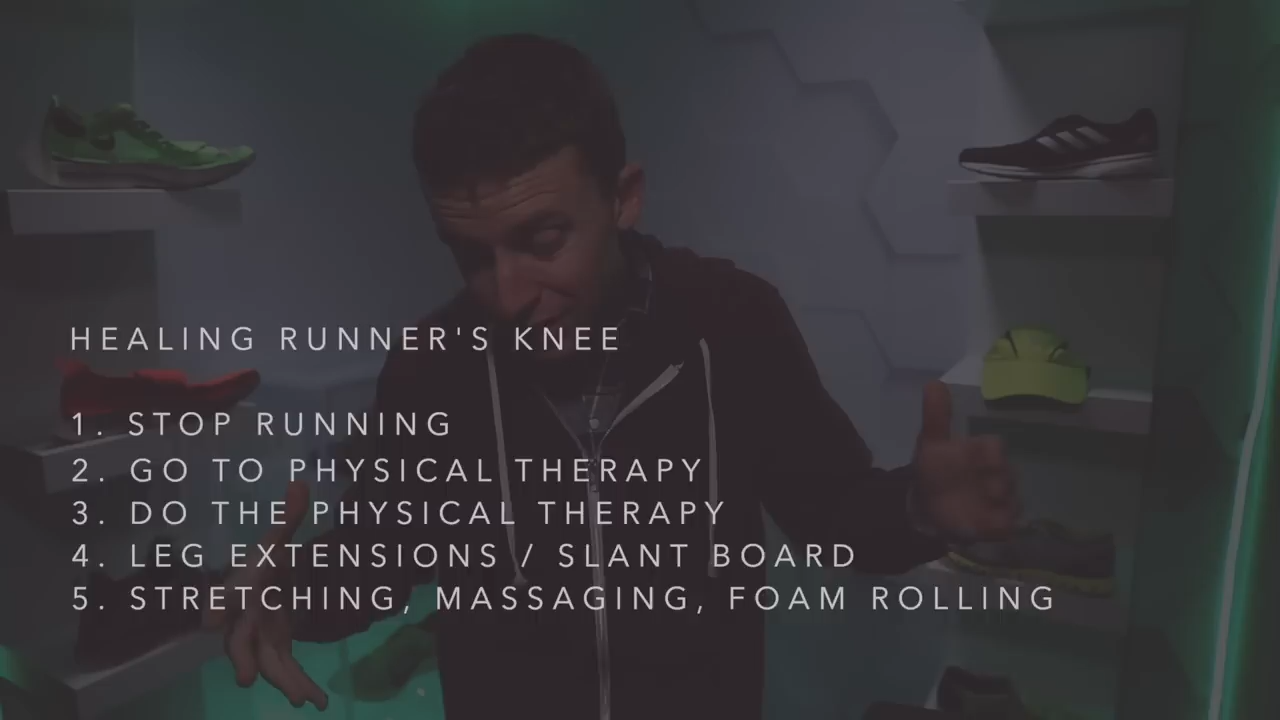 HEALING RUNNER'S KNEE
1. STOP RUNNING
2. GO TO PHYSICAL THERAPY
3. DO THE PHYSICAL THERAPY
4. LEG EXTENSIONS / SLANT BOARD
5. STRETCHING, MASSAGING, FOAM ROLLING